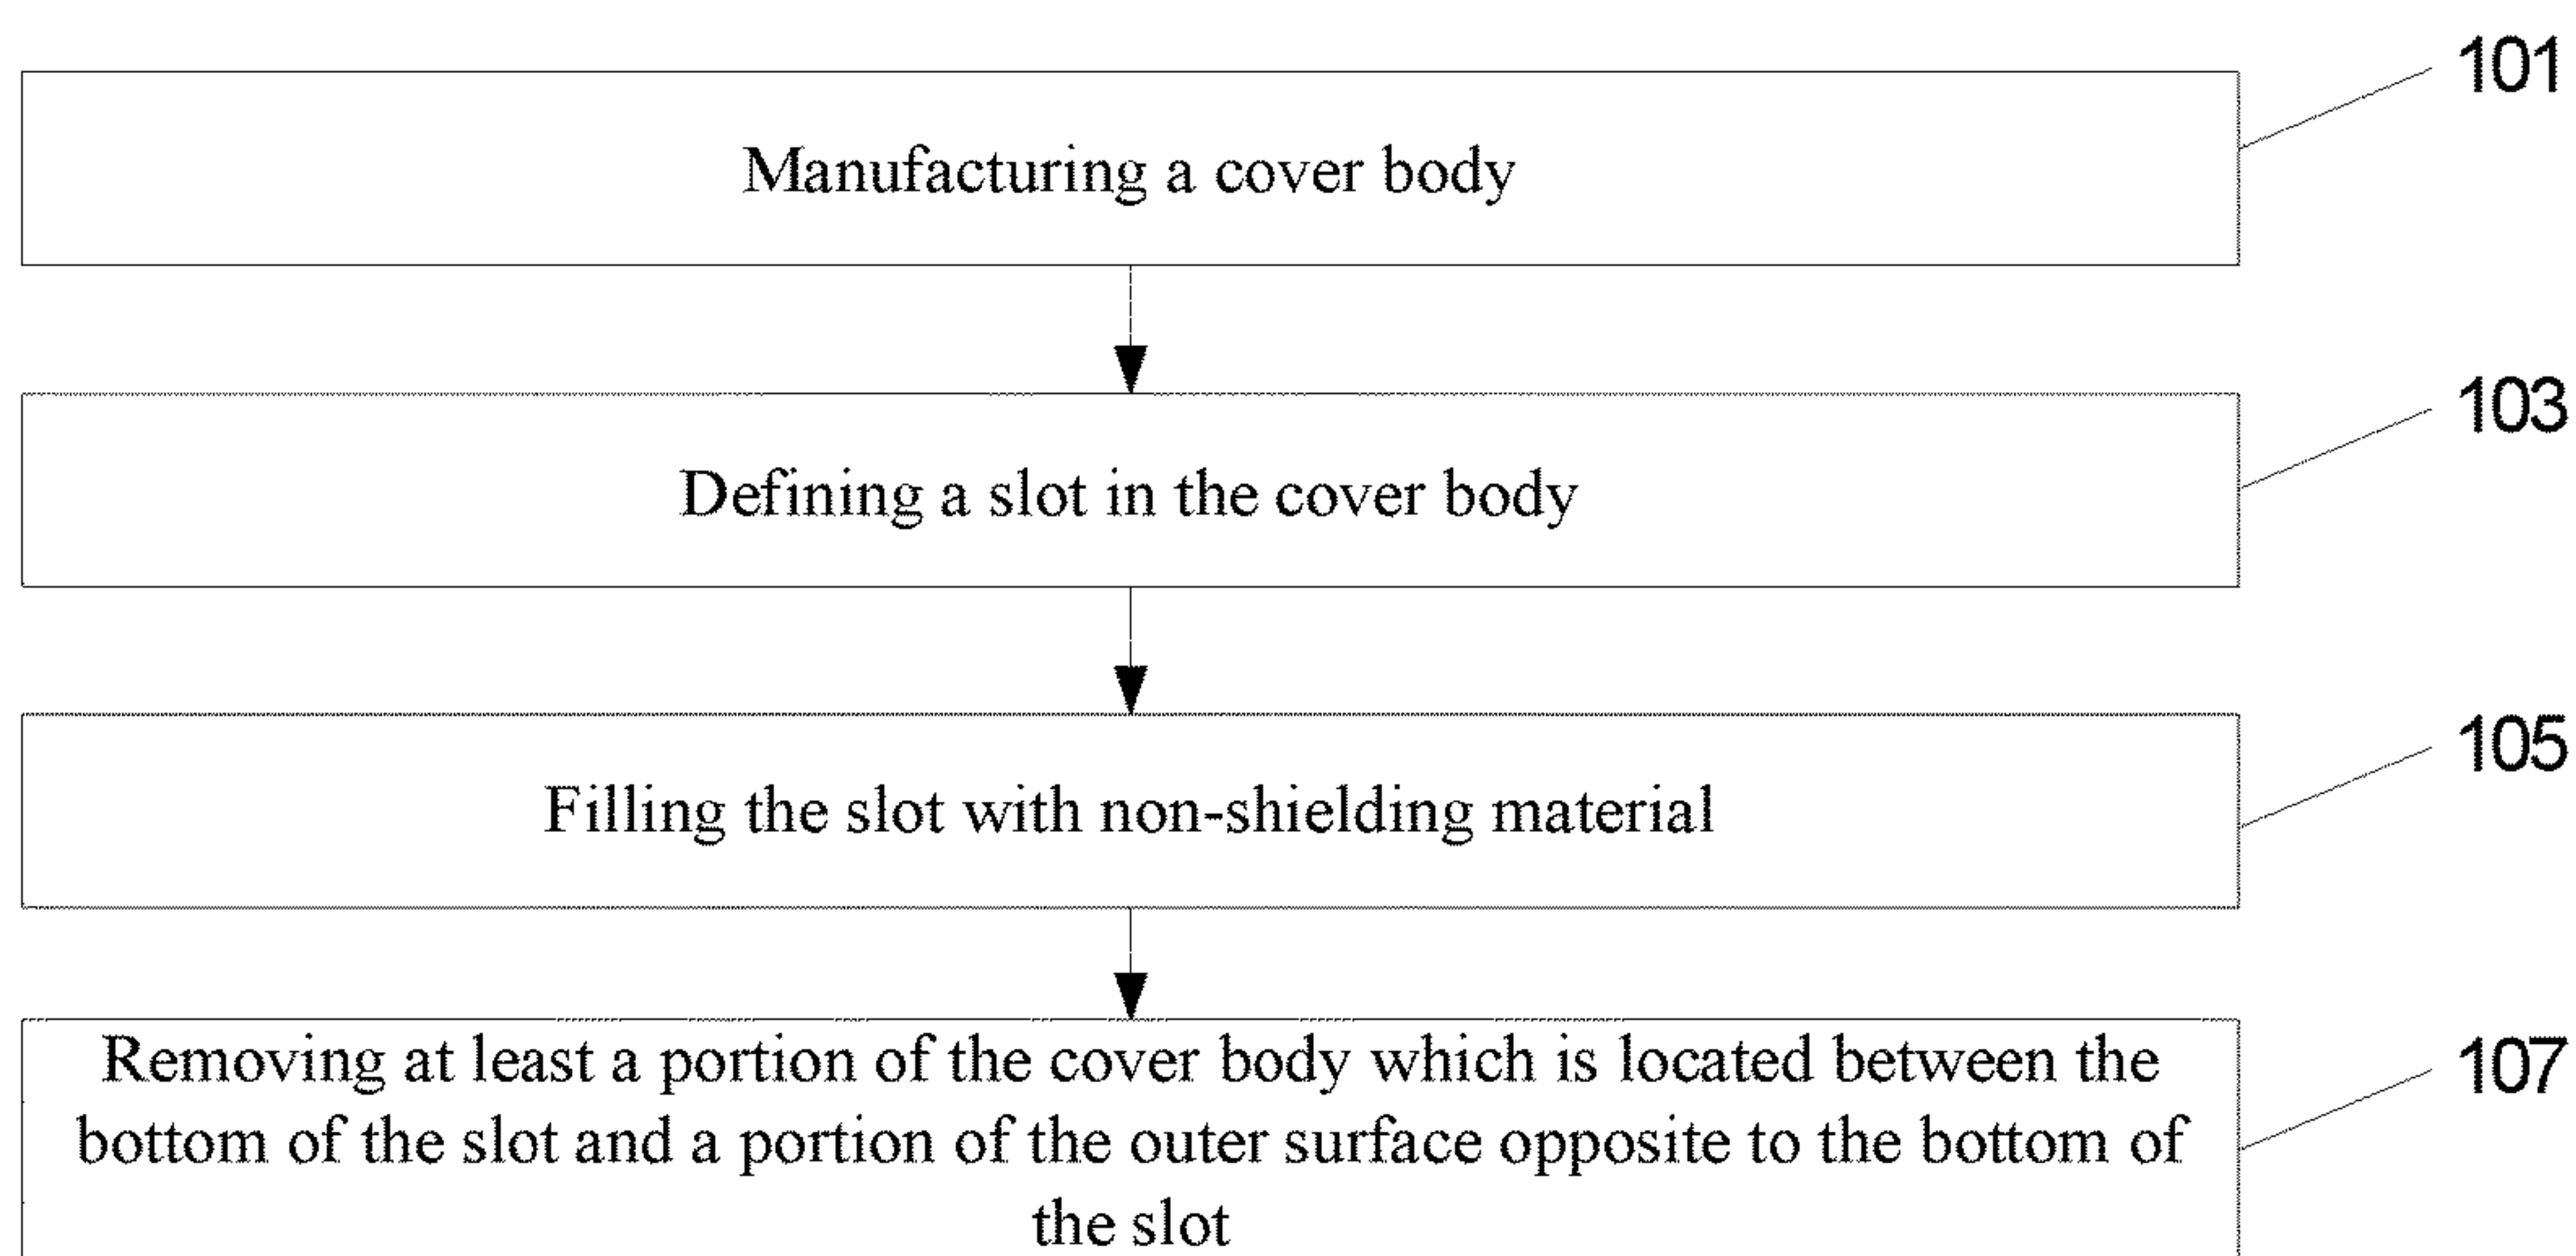 101
Manufacturing a cover body
103
Defining a slot in the cover body
105
Filling the slot with non-shielding material
107
Removing at least a portion of the cover body which is located between the
bottom of the slot and a portion of the outer surface opposite to the bottom of
the slot